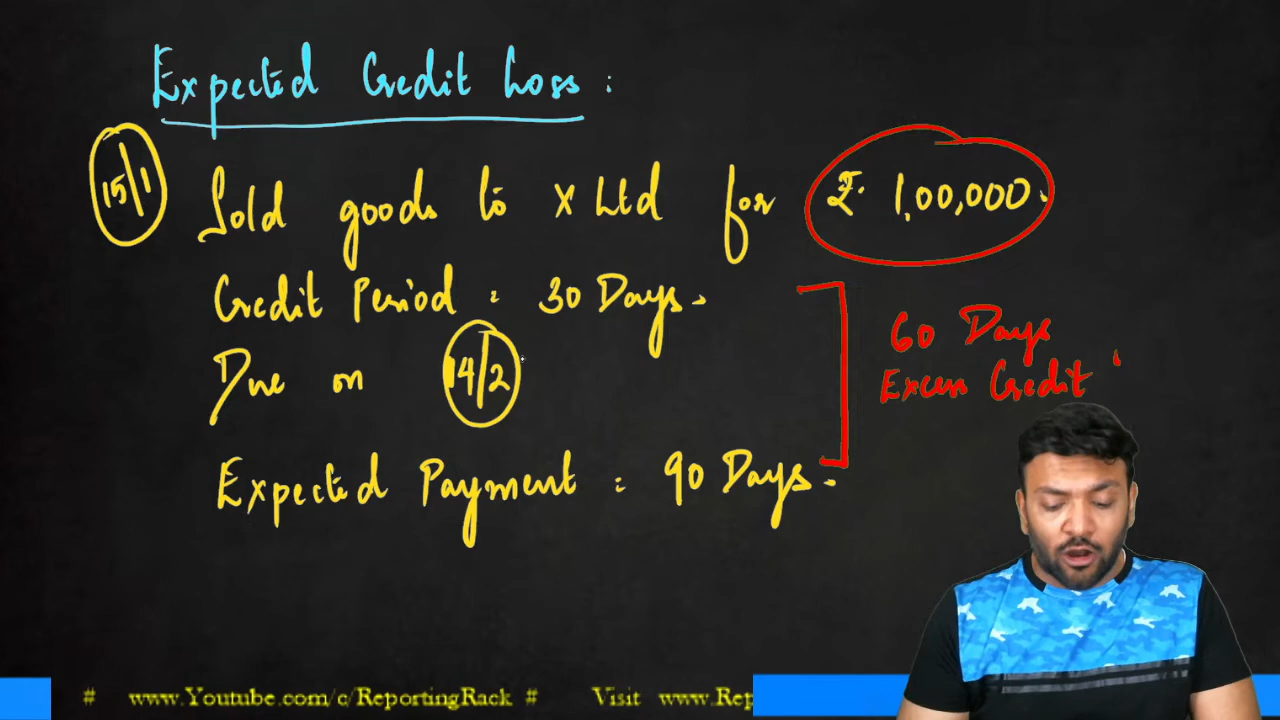 Expected Credit Loss :
15/1
Sold goods to X Ltd for ₹. 1,00,000.
Credit Period : 30 Days.
Due on 14/2
60 Days
Excess Credit
Expected Payment : 90 Days.
# www.Youtube.com/c/ReportingRack # Visit www.Rep